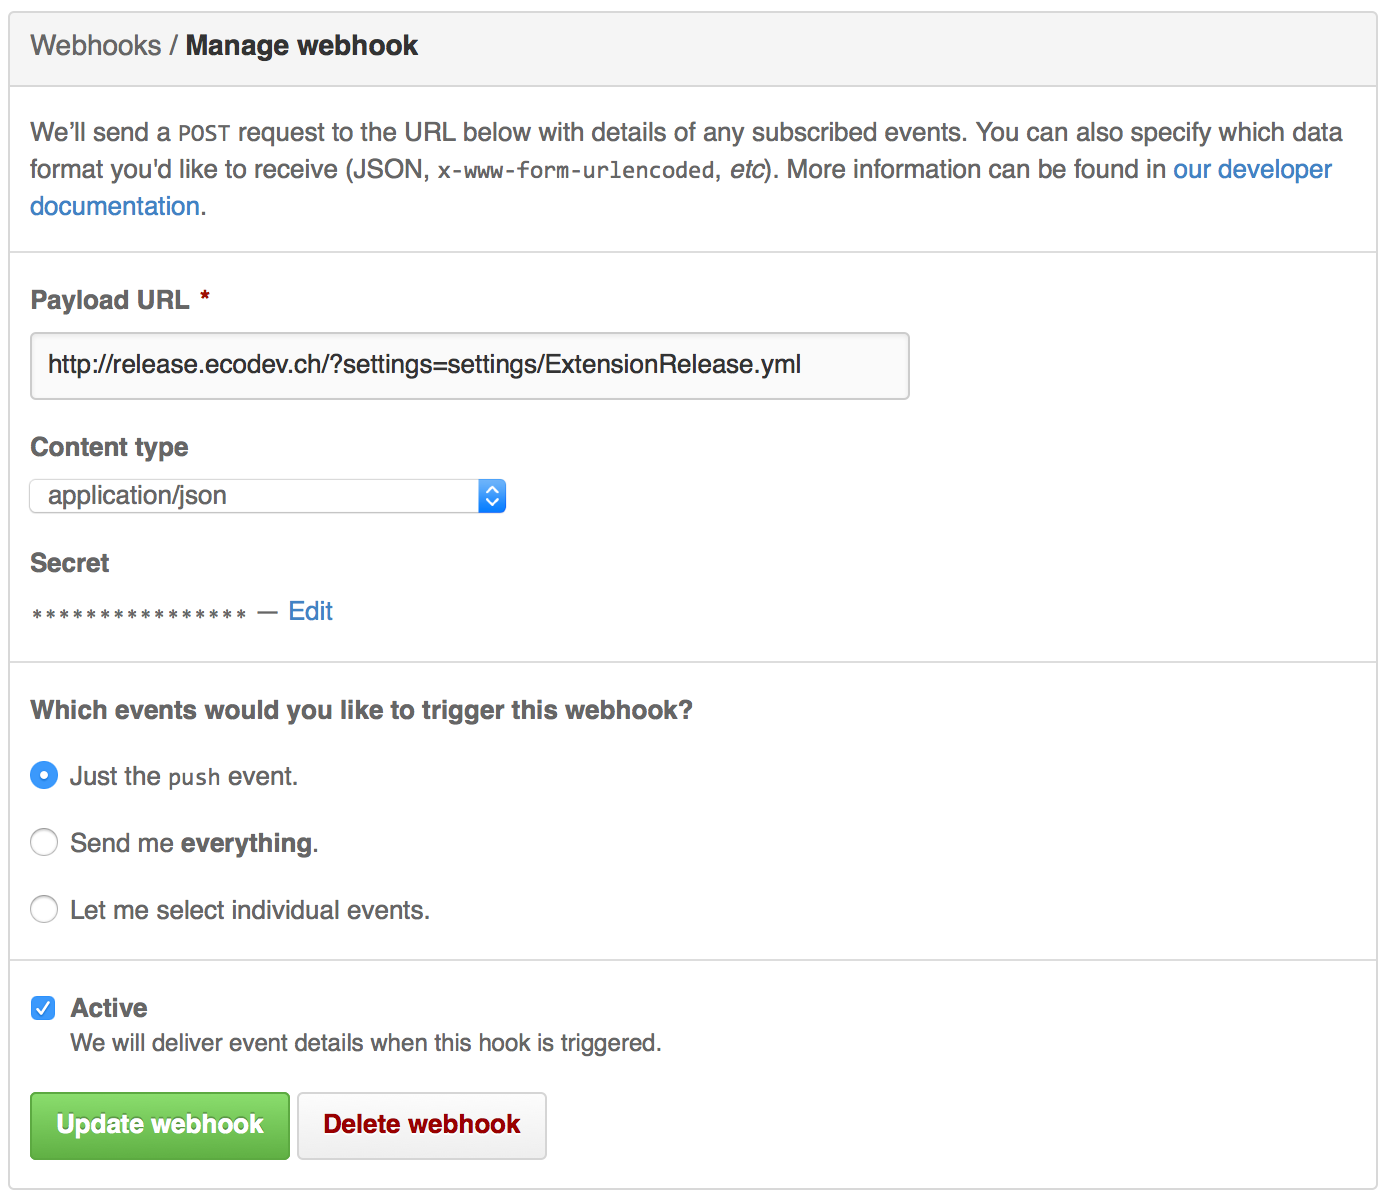 Webhooks / Manage webhook
We’ll send a POST request to the URL below with details of any subscribed events. You can also specify which data
format you'd like to receive (JSON, x-www-form-urlencoded, etc). More information can be found in our developer
documentation.
Payload URL *
http://release.ecodev.ch/?settings=settings/ExtensionRelease.yml
Content type
application/json
Secret
**************** — Edit
Which events would you like to trigger this webhook?
Just the push event.
Send me everything.
Let me select individual events.
Active
We will deliver event details when this hook is triggered.
Update webhook Delete webhook